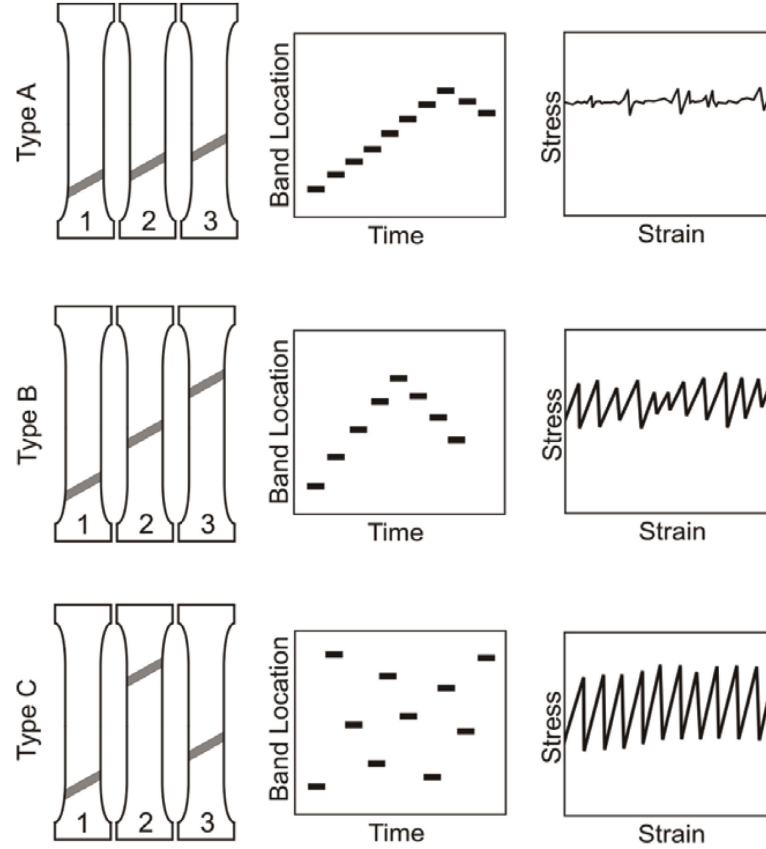 Type A
1 2 3
Band Location
Time
Stress
Strain
Type B
1 2 3
Band Location
Time
Stress
Strain
Type C
1 2 3
Band Location
Time
Stress
Strain